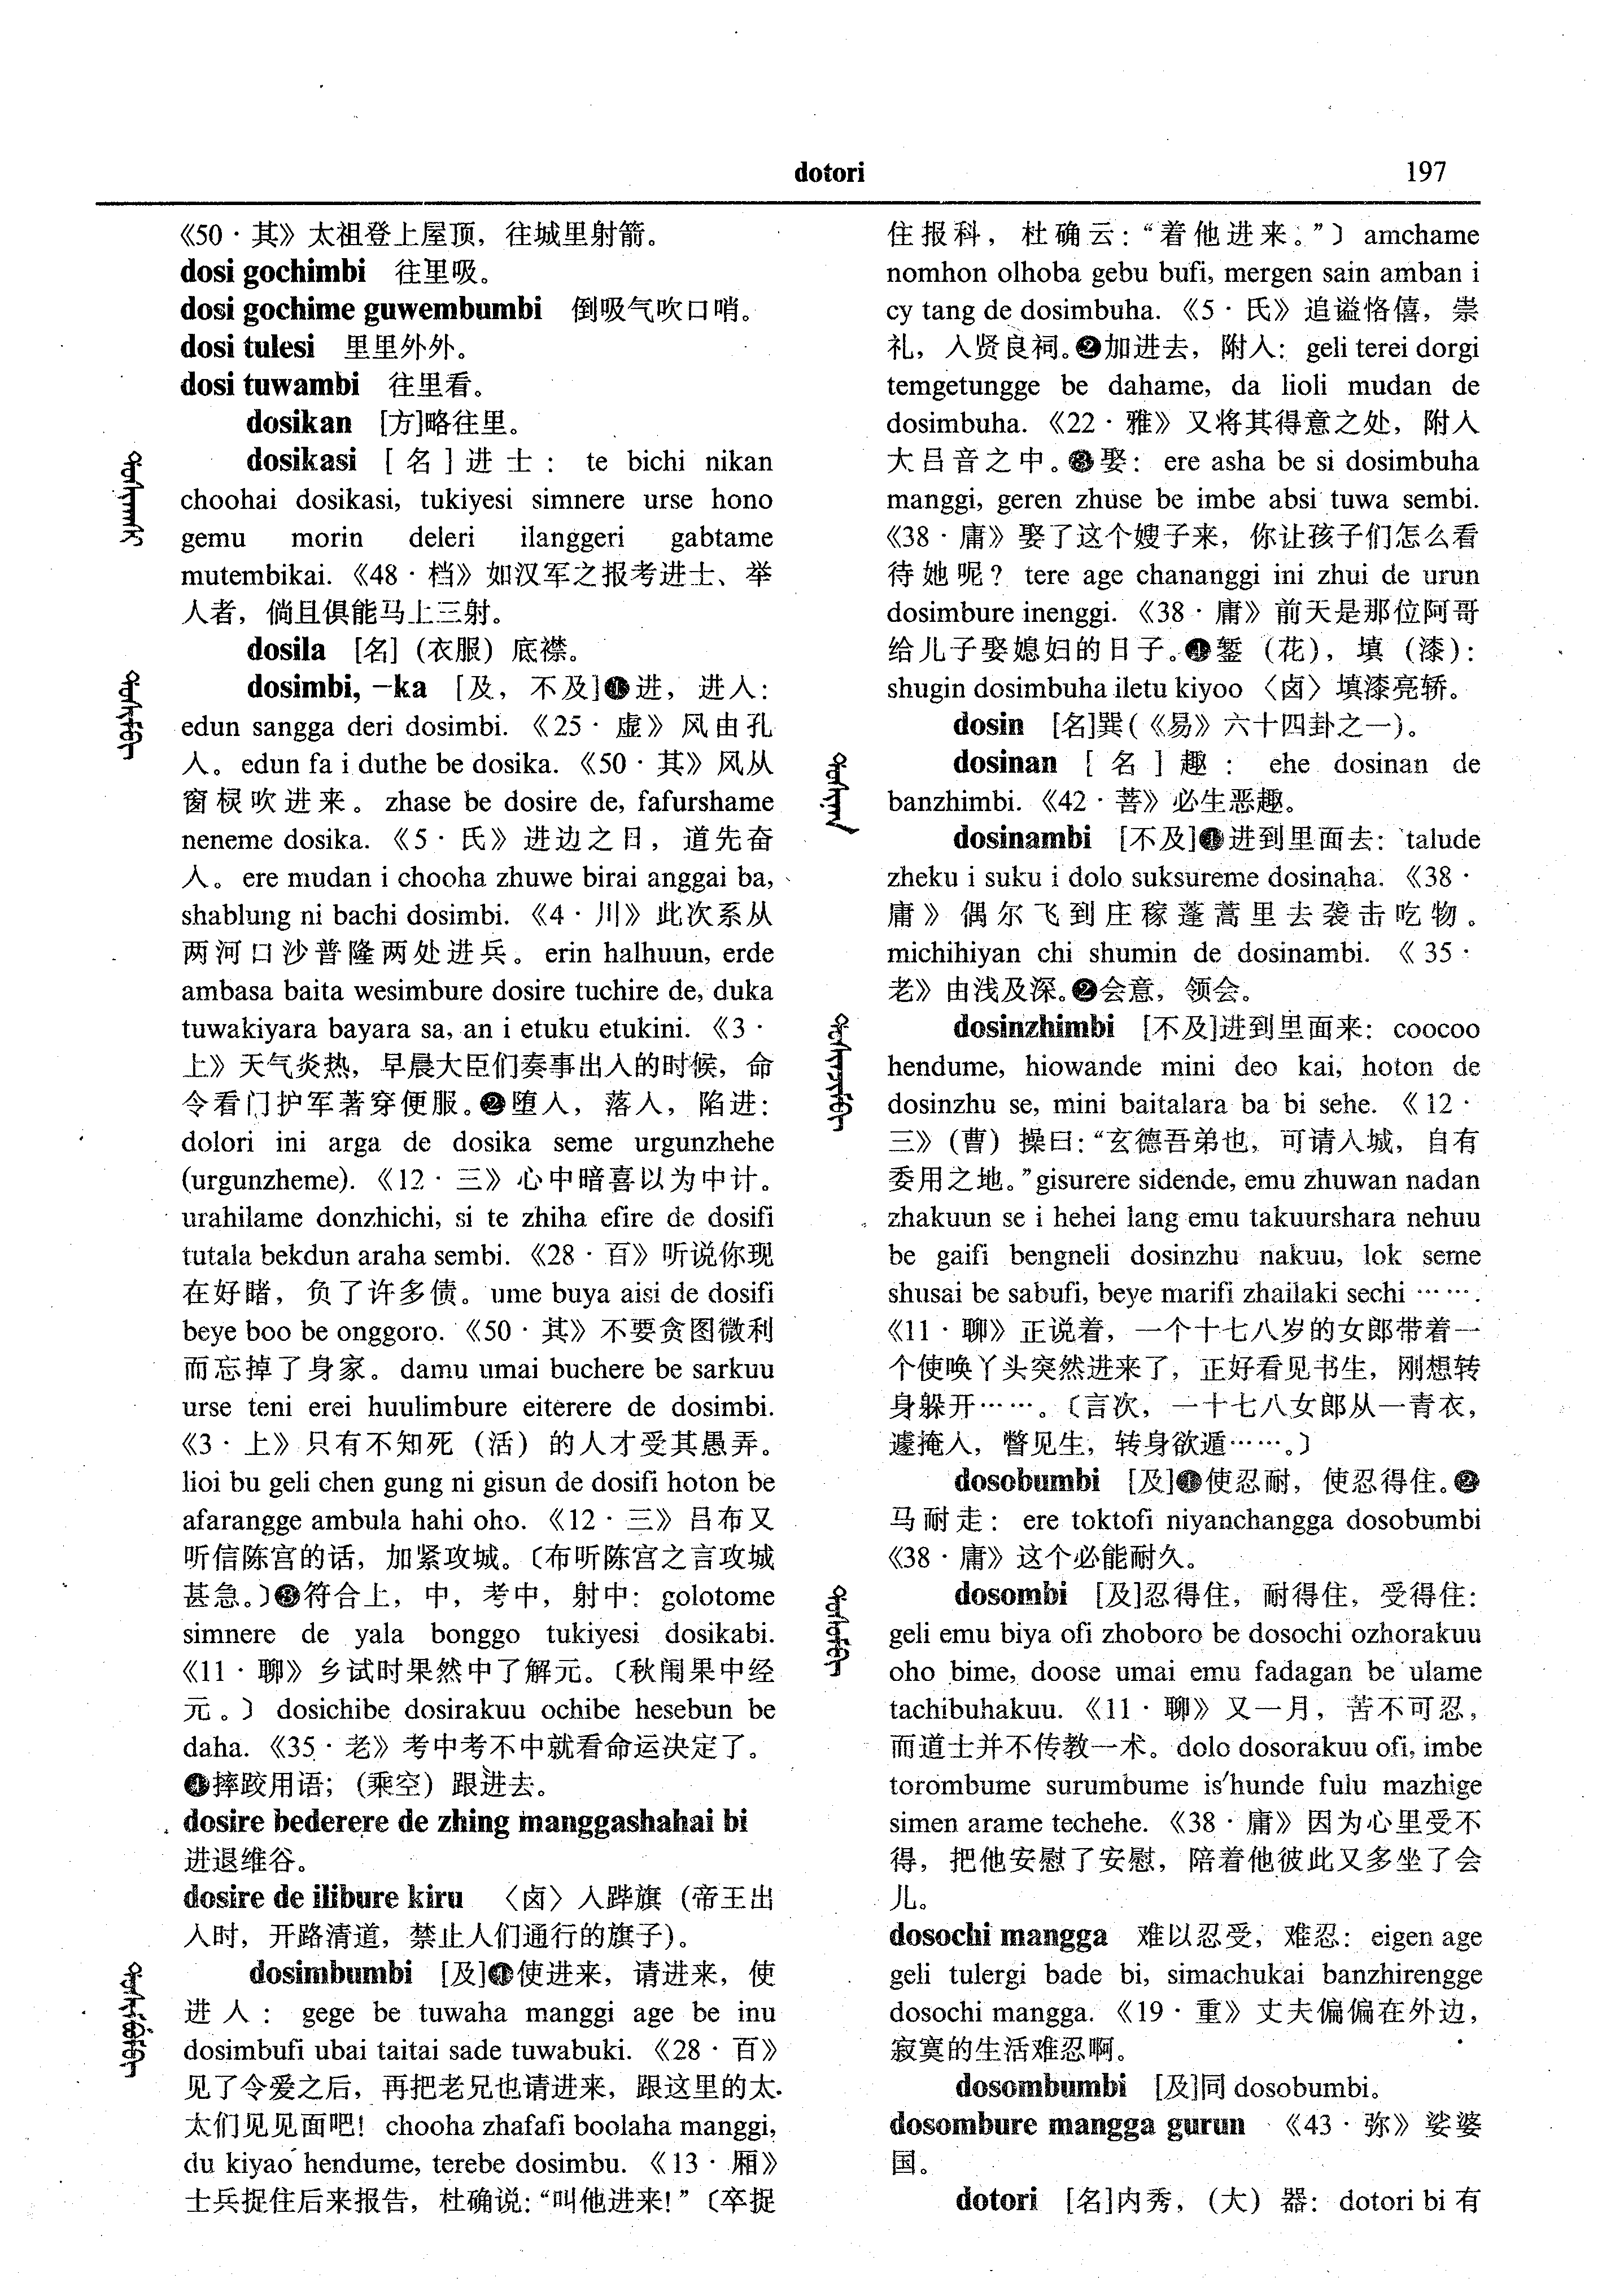 dotori
197
《50·其》太祖登上屋顶，往城里射箭。
dosi gochimbi 往里吸。
dosi gochime guwembumbi 倒吸气吹口哨。
dosi tulesi 里里外外。
dosi tuwambi 往里看。
dosikan [方]略往里。
dosikasi [名]进士： te bichi nikan
choohai dosikasi, tukiyesi simnere urse hono
gemu morin deleri ilanggeri gabtame
mutembikai. 《48·档》如汉军之报考进士、举
人者，倘且俱能马上三射。
dosila [名]（衣服）底襟。
dosimbi, -ka [及，不及]❶进，进入：
edun sangga deri dosimbi. 《25·虚》风由孔
入。edun fa i duthe be dosika. 《50·其》风从
窗棂吹进来。zhase be dosire de, fafurshame
neneme dosika. 《5·氏》进边之日，道先奋
入。ere mudan i chooha zhuwe birai anggai ba,
shablung ni bachi dosimbi. 《4·川》此次系从
两河口沙普隆两处进兵。erin halhuun, erde
ambasa baita wesimbure dosire tuchire de, duka
tuwakiyara bayara sa, an i etuku etukini. 《3·
上》天气炎热，早晨大臣们奏事出入的时候，命
令看门护军著穿便服。❷堕入，落入，陷进：
dolori ini arga de dosika seme urgunzhehe
(urgunzheme). 《12·三》心中暗喜以为中计。
urahilame donzhichi, si te zhiha efire de dosifi
tutala bekdun araha sembi. 《28·百》听说你现
在好赌，负了许多债。ume buya aisi de dosifi
beye boo be onggoro. 《50·其》不要贪图微利
而忘掉了身家。damu umai buchere be sarkuu
urse teni erei huulimbure eiterere de dosimbi.
《3·上》只有不知死（活）的人才受其愚弄。
lioi bu geli chen gung ni gisun de dosifi hoton be
afarangge ambula hahi oho. 《12·三》吕布又
听信陈宫的话，加紧攻城。〔布听陈宫之言攻城
甚急。〕❸符合上，中，考中，射中：golotome
simnere de yala bonggo tukiyesi dosikabi.
《11·聊》乡试时果然中了解元。〔秋闱果中经
元。〕 dosichibe dosirakuu ochibe hesebun be
daha. 《35·老》考中考不中就看命运决定了。
❹摔跤用语；（乘空）跟进去。
dosire bederere de zhing manggashahai bi
进退维谷。
dosire de ilibure kiru 〈卤〉入跸旗（帝王出
入时，开路清道，禁止人们通行的旗子）。
dosimbumbi [及]❶使进来，请进来，使
进入：gege be tuwaha manggi age be inu
dosimbufi ubai taitai sade tuwabuki. 《28·百》
见了令爱之后，再把老兄也请进来，跟这里的太
太们见见面吧！ chooha zhafafi boolaha manggi,
du kiyao hendume, terebe dosimbu. 《13·厢》
士兵捉住后来报告，杜确说：“叫他进来！”〔卒捉
住报科，杜确云：“着他进来。”〕 amchame
nomhon olhoba gebu bufi, mergen sain amban i
cy tang de dosimbuha. 《5·氏》追谥恪僖，崇
礼，入贤良祠。❷加进去，附入：geli terei dorgi
temgetungge be dahame, da lioli mudan de
dosimbuha. 《22·雅》又将其得意之处，附入
大吕音之中。❸娶：ere asha be si dosimbuha
manggi, geren zhuse be imbe absi tuwa sembi.
《38·庸》娶了这个嫂子来，你让孩子们怎么看
待她呢？ tere age chananggi ini zhui de urun
dosimbure inenggi. 《38·庸》前天是那位阿哥
给儿子娶媳妇的日子。❹錾（花），填（漆）：
shugin dosimbuha iletu kiyoo 〈卤〉填漆亮轿。
dosin [名]巽(《易》六十四卦之一)。
dosinan [名]趣： ehe dosinan de
banzhimbi. 《42·菩》必生恶趣。
dosinambi [不及]❶进到里面去：talude
zheku i suku i dolo suksureme dosinaha. 《38·
庸》偶尔飞到庄稼蓬蒿里去袭击吃物。
michihiyan chi shumin de dosinambi. 《35·
老》由浅及深。❷会意，领会。
dosinzhimbi [不及]进到里面来：coocoo
hendume, hiowande mini deo kai, hoton de
dosinzhu se, mini baitalara ba bi sehe. 《12·
三》（曹）操曰：“玄德吾弟也，可请入城，自有
委用之地。”gisurere sidende, emu zhuwan nadan
zhakuun se i hehei lang emu takuurshara nehuu
be gaifi bengneli dosinzhu nakuu, lok seme
shusai be sabufi, beye marifi zhailaki sechi …….
《11·聊》正说着，一个十七八岁的女郎带着一
个使唤丫头突然进来了，正好看见书生，刚想转
身躲开……。〔言次，一十七八女郎从一青衣，
遽掩入，瞥见生，转身欲遁……。〕
dosobumbi [及]❶使忍耐，使忍得住。❷
马耐走：ere toktofi niyanchangga dosobumbi
《38·庸》这个必能耐久。
dosombi [及]忍得住，耐得住，受得住：
geli emu biya ofi zhoboro be dosochi ozhorakuu
oho bime, doose umai emu fadagan be ulame
tachibuhakuu. 《11·聊》又一月，苦不可忍，
而道士并不传教一术。dolo dosorakuu ofi, imbe
torombume surumbume is'hunde fulu mazhige
simen arame techehe. 《38·庸》因为心里受不
得，把他安慰了安慰，陪着他彼此又多坐了会
儿。
dosochi mangga 难以忍受，难忍：eigen age
geli tulergi bade bi, simachukai banzhirengge
dosochi mangga. 《19·重》丈夫偏偏在外边，
寂寞的生活难忍啊。
dosombumbi [及]同 dosobumbi。
dosombure mangga gurun 《43·弥》娑婆
国。
dotori [名]内秀，（大）器：dotori bi 有